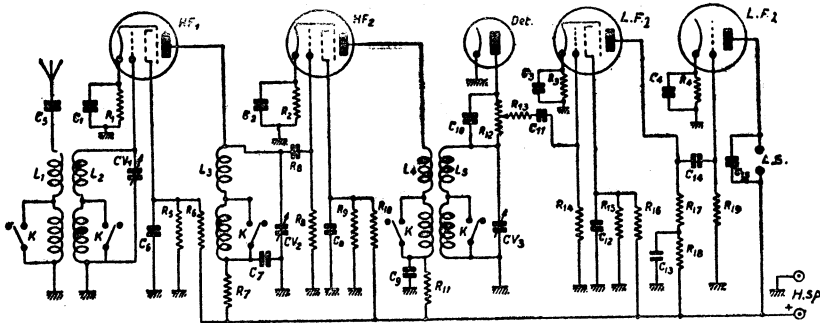 HF1
HF2
Det.
L.F.1
L.F.2
C5
C1
R1
C2
R2
C3
R3
C4
R4
C10
R12
R13
C11
CV1
L1
L2
L3
R8
L4
L5
C14
L.S.
K
K
R5
R6
C6
K
CV2
C7
R7
R8
R9
R10
C8
K
C9
R11
CV3
R14
C12
R15
R16
R17
R18
C13
R19
H.sp
+